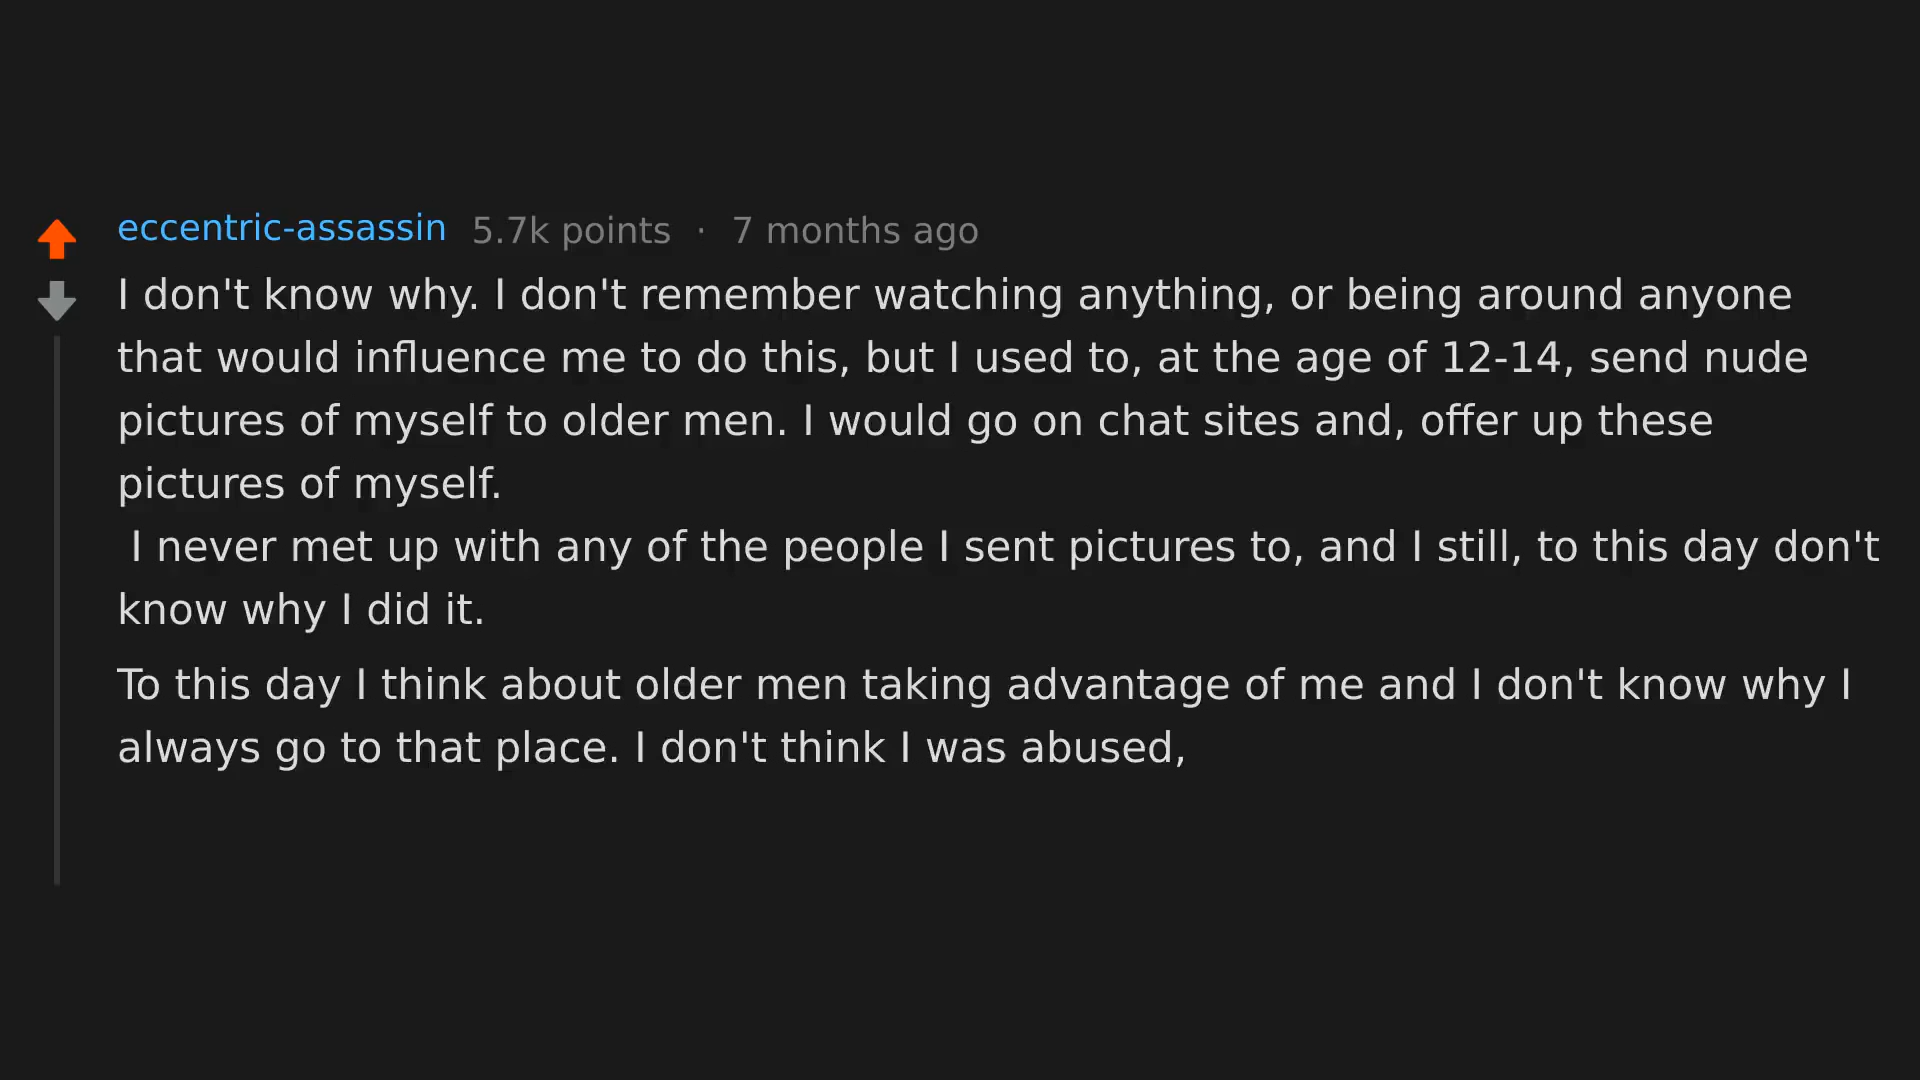 eccentric-assassin 5.7k points · 7 months ago
I don't know why. I don't remember watching anything, or being around anyone
that would influence me to do this, but I used to, at the age of 12-14, send nude
pictures of myself to older men. I would go on chat sites and, offer up these
pictures of myself.
I never met up with any of the people I sent pictures to, and I still, to this day don't
know why I did it.
To this day I think about older men taking advantage of me and I don't know why I
always go to that place. I don't think I was abused,